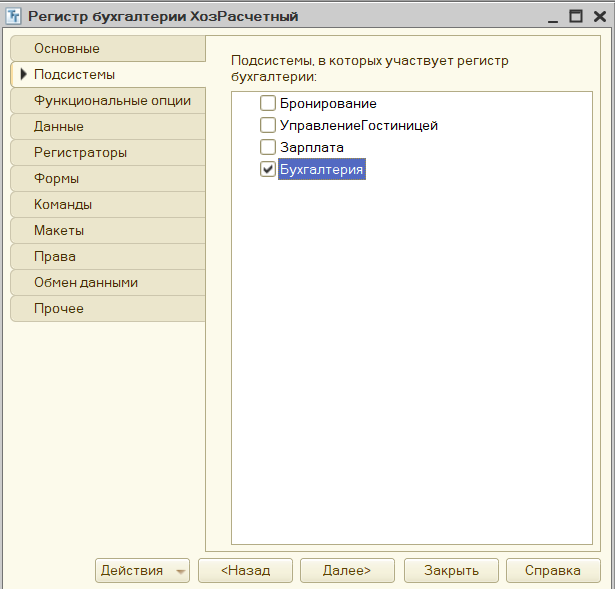 Регистр бухгалтерии ХозРасчетный
Основные
Подсистемы
Функциональные опции
Данные
Регистраторы
Формы
Команды
Макеты
Права
Обмен данными
Прочее
Подсистемы, в которых участвует регистр
бухгалтерии:
Бронирование
УправлениеГостиницей
Зарплата
Бухгалтерия
Действия
<Назад
Далее>
Закрыть
Справка